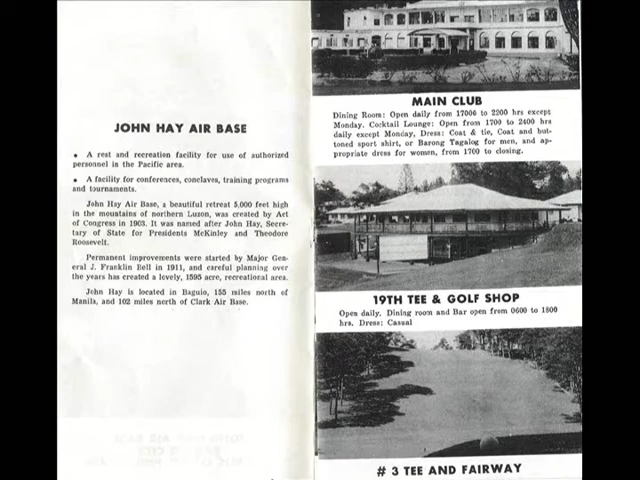 JOHN HAY AIR BASE
• A rest and recreation facility for use of authorized
personnel in the Pacific area.
• A facility for conferences, conclaves, training programs
and tournaments.
John Hay Air Base, a beautiful retreat 5,000 feet high
in the mountains of northern Luzon, was created by Act
of Congress in 1903. It was named after John Hay, Secre-
tary of State for Presidents McKinley and Theodore
Roosevelt.
Permanent improvements were started by Major Gen-
eral J. Franklin Bell in 1911, and careful planning over
the years has created a lovely, 1595 acre, recreational area.
John Hay is located in Baguio, 155 miles north of
Manila, and 102 miles north of Clark Air Base.
MAIN CLUB
Dining Room: Open daily from 17006 to 2200 hrs except
Monday. Cocktail Lounge: Open from 1700 to 2400 hrs
daily except Monday, Dress: Coat & tie, Coat and but-
toned sport shirt, or Barong Tagalog for men, and ap-
propriate dress for women, from 1700 to closing.
19TH TEE & GOLF SHOP
Open daily. Dining room and Bar open from 0600 to 1800
hrs. Dress: Casual
# 3 TEE AND FAIRWAY